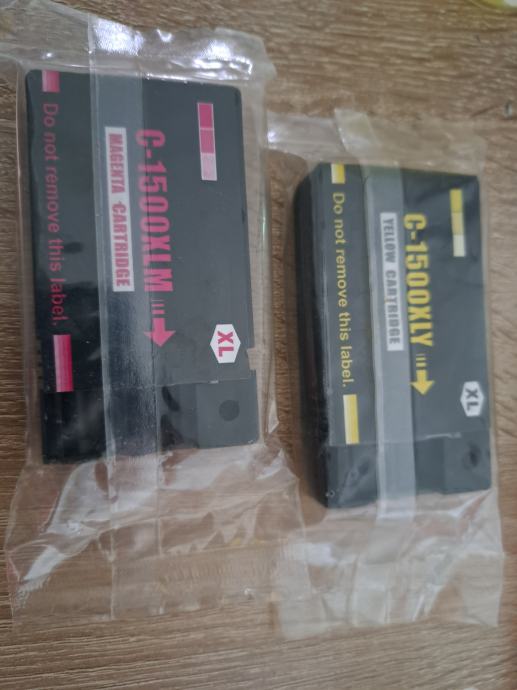 C-1500XLM
MAGENTA CARTRIDGE
Do not remove this label.
XL
C-1500XLY
YELLOW CARTRIDGE
Do not remove this label.
XL